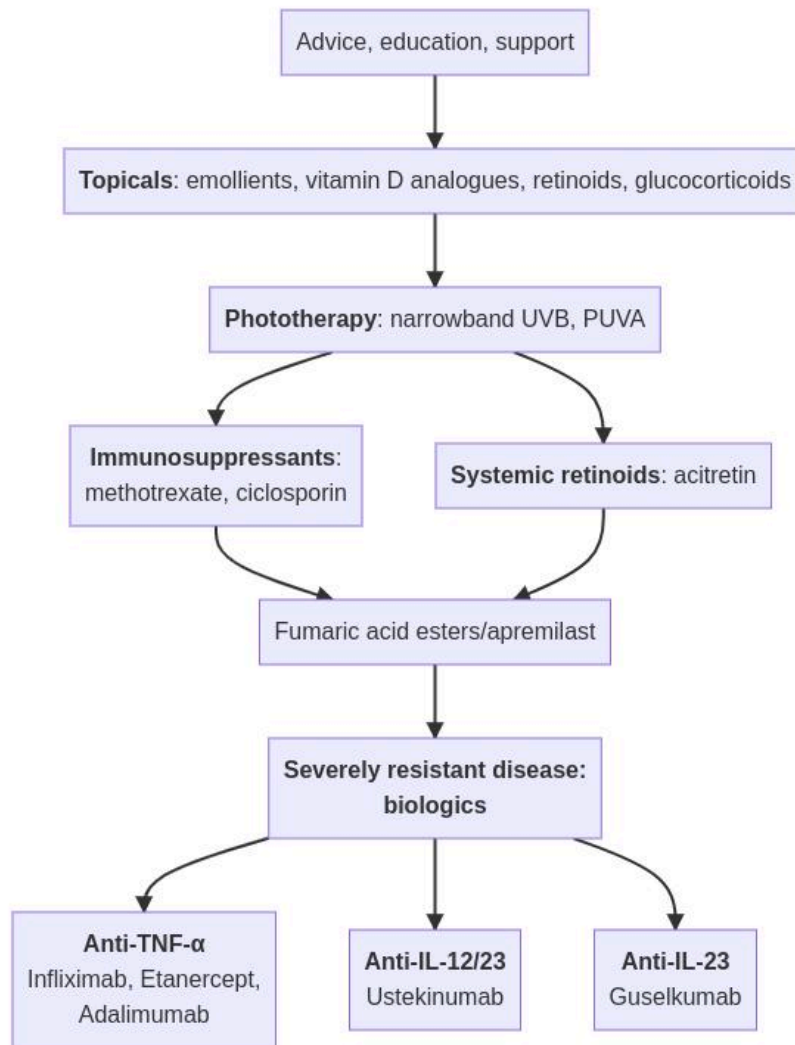 Advice, education, support
Topicals: emollients, vitamin D analogues, retinoids, glucocorticoids
Phototherapy: narrowband UVB, PUVA
Immunosuppressants:
methotrexate, ciclosporin
Systemic retinoids: acitretin
Fumaric acid esters/apremilast
Severely resistant disease:
biologics
Anti-TNF-α
Infliximab, Etanercept,
Adalimumab
Anti-IL-12/23
Ustekinumab
Anti-IL-23
Guselkumab